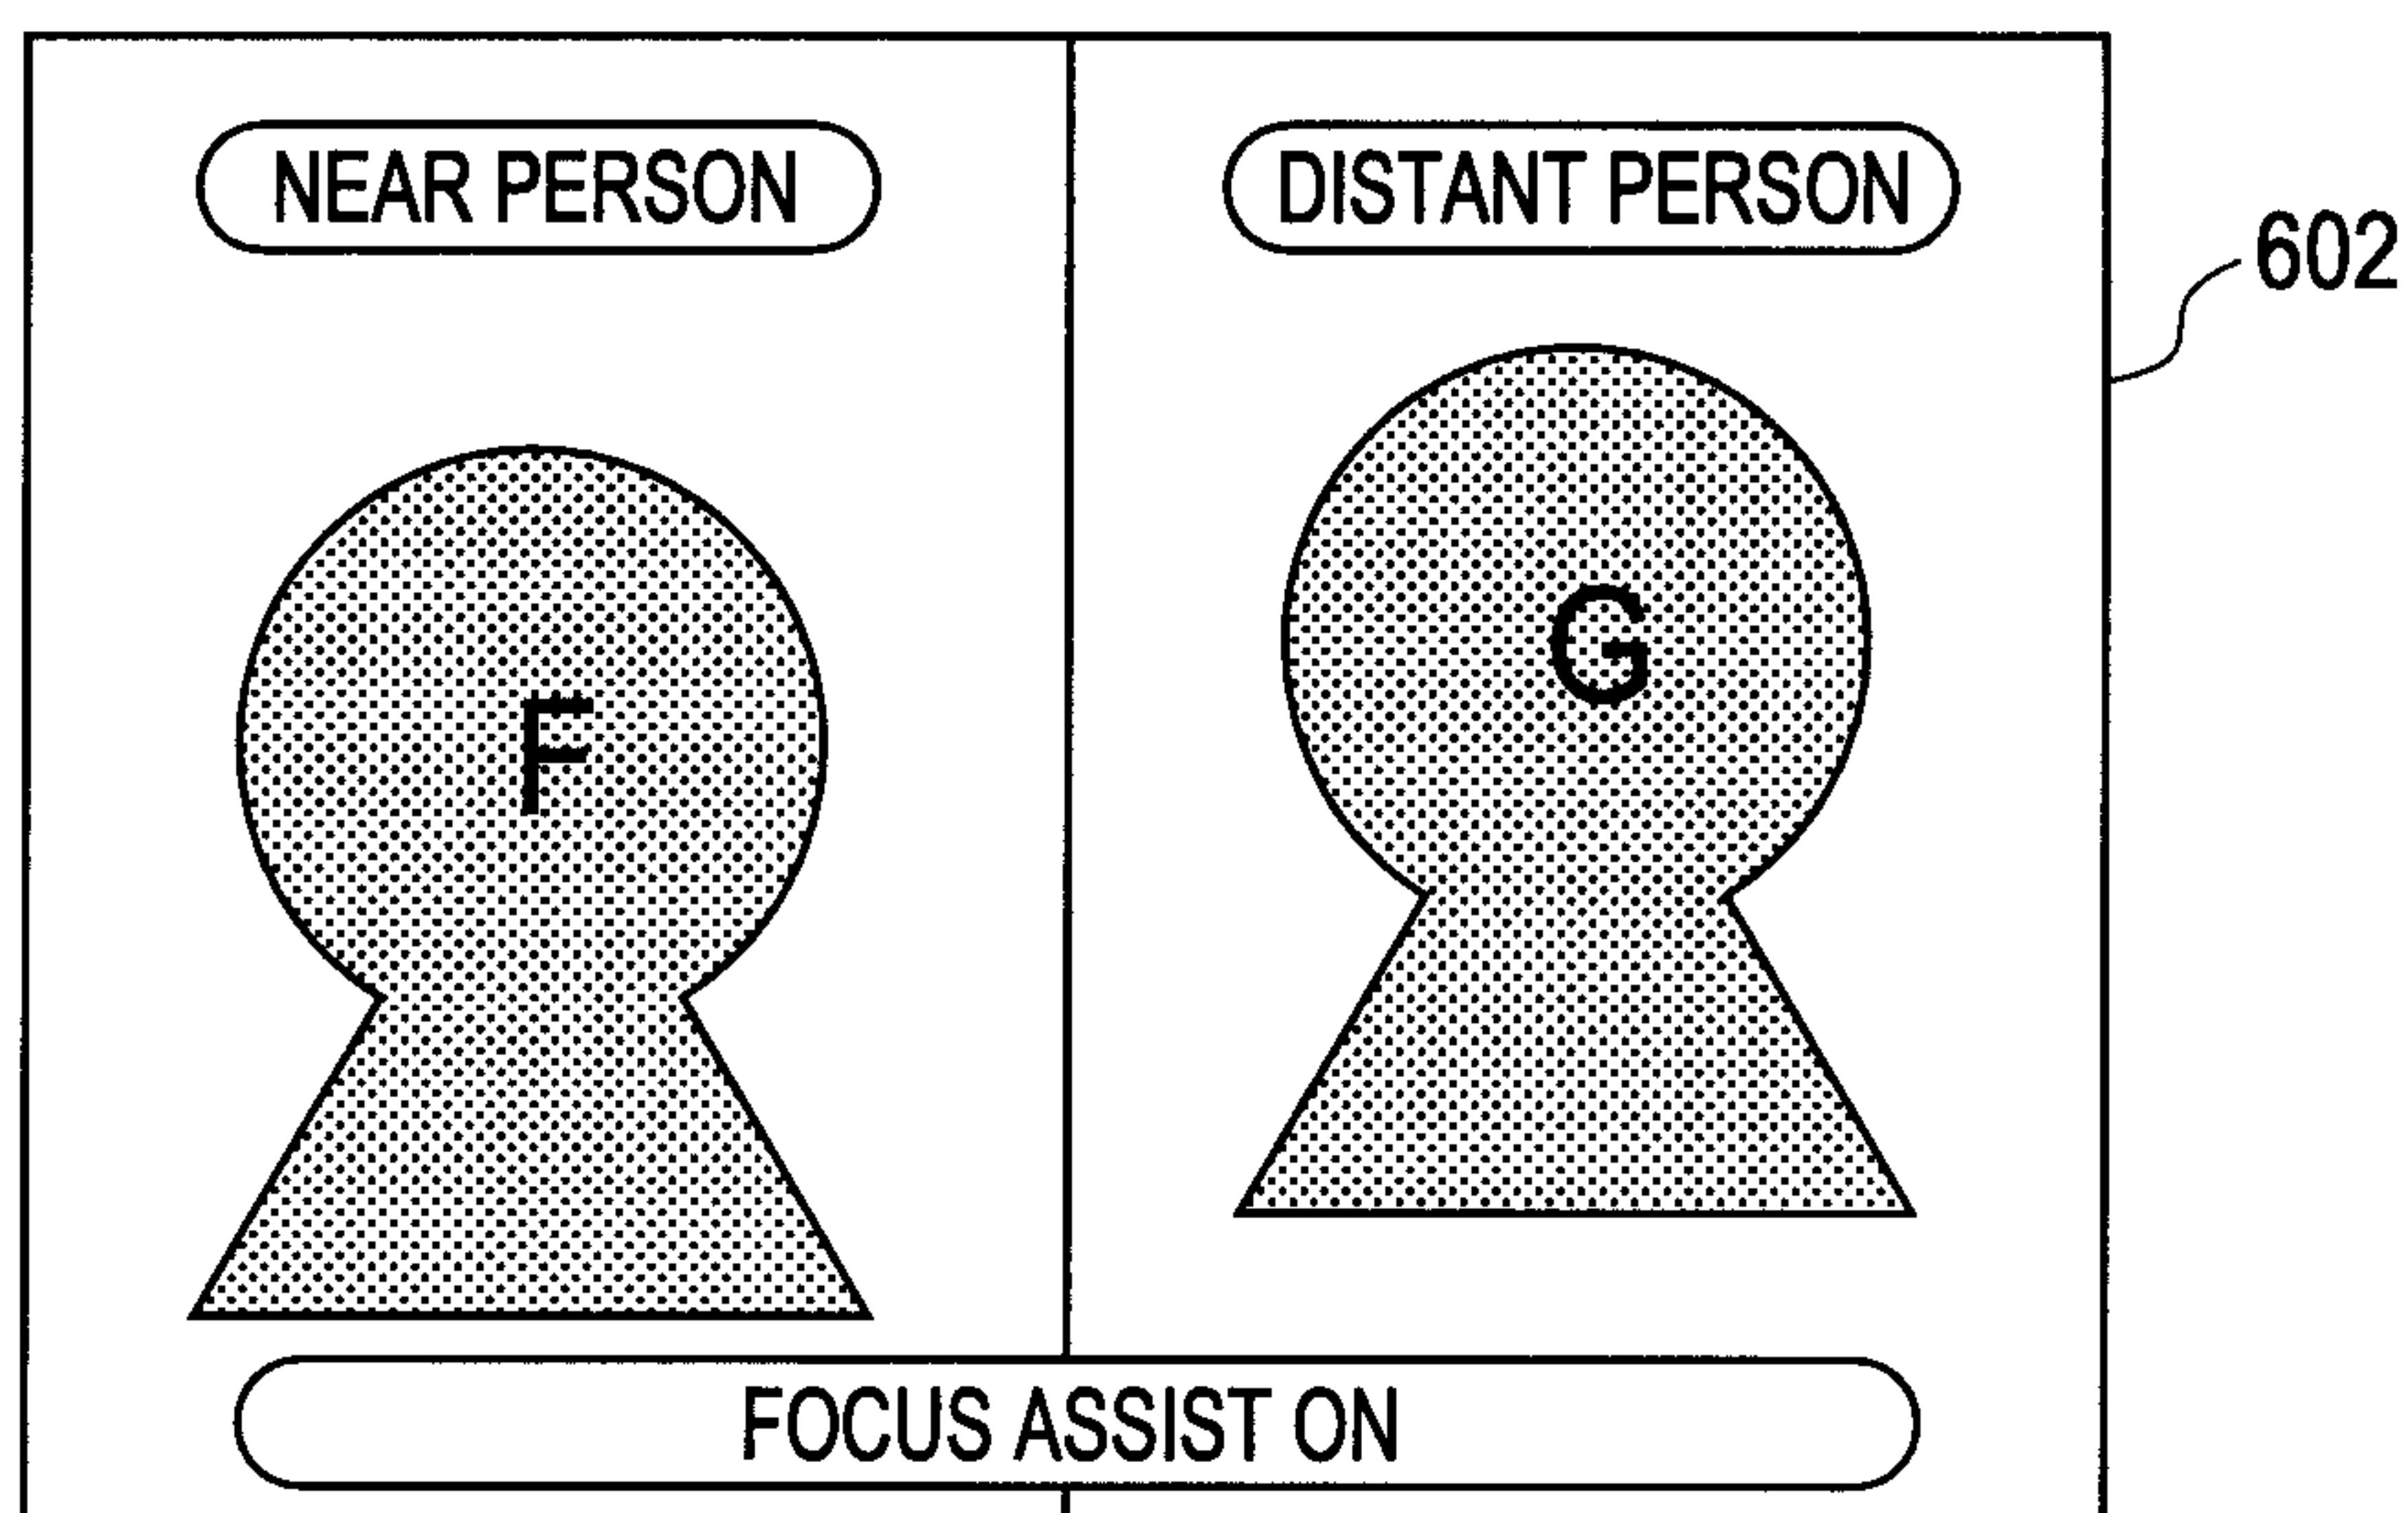 NEAR PERSON
DISTANT PERSON
602
F
G
FOCUS ASSIST ON